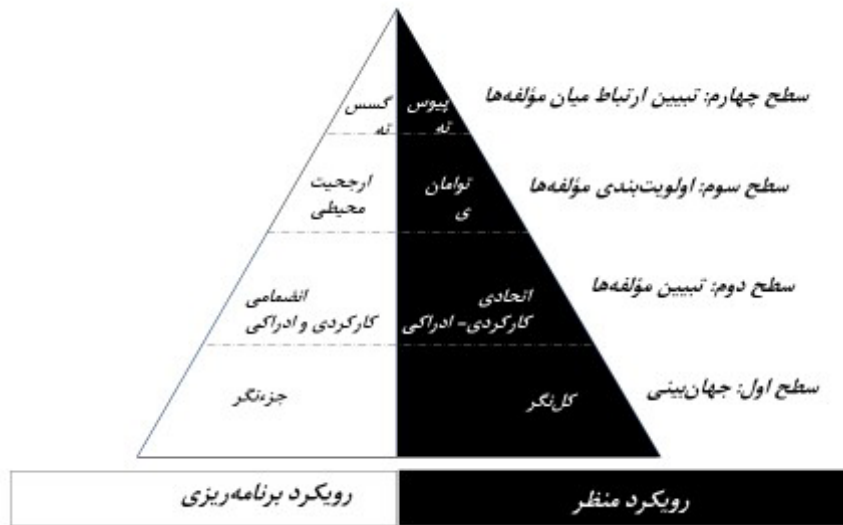 سطح چهارم: تبیین ارتباط میان مؤلفه‌ها
پیوس
ته
گسس
ته
سطح سوم: اولویت‌بندی مؤلفه‌ها
توامان
ی
ارجحیت
محیطی
سطح دوم: تبیین مؤلفه‌ها
اتحادی
کارکردی- ادراکی
انضمامی
کارکردی و ادراکی
سطح اول: جهان‌بینی
کل‌نگر
جزءنگر
رویکرد منظر
رویکرد برنامه‌ریزی